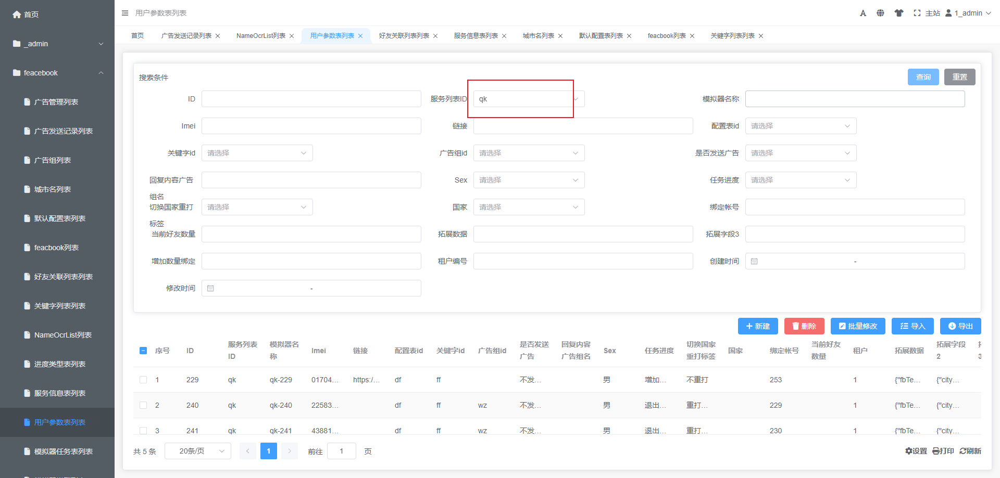 首页
_admin
feacebook
广告管理列表
广告发送记录列表
广告组列表
城市名列表
默认配置表列表
feacbook列表
好友关联列表列表
关键字列表列表
NameOcrList列表
进度类型表列表
服务信息表列表
用户参数表列表
模拟器任务表列表
用户参数表列表
主站 1_admin
首页 广告发送记录列表 NameOcrList列表 用户参数表列表 好友关联列表列表 服务信息表列表 城市名列表 默认配置表列表 feacbook列表 关键字列表列表
搜索条件 查询 重置
ID 服务列表ID qk 模拟器名称
Imei 链接 配置表id 请选择
关键字id 请选择 广告组id 请选择 是否发送广告 请选择
回复内容广告组名 Sex 请选择 任务进度 请选择
切换国家重打标签 请选择 国家 请选择 绑定帐号
当前好友数量 拓展数据 拓展字段3
增加数量绑定 租户编号 创建时间 -
修改时间 -
新建 删除 批量修改 导入 导出
序号 ID 服务列表ID 模拟器名称 Imei 链接 配置表id 关键字id 广告组id 是否发送广告 回复内容广告组名 Sex 任务进度 切换国家重打标签 国家 绑定帐号 当前好友数量 租户 拓展数据 拓展字段2
1 229 qk qk-229 01704... https:/... df ff 不发... 男 增加... 不重打 253 1 {"fbTe... {"city...
2 240 qk qk-240 22583... df ff wz 不发... 男 退出... 重打... 229 1 {"fbTe... {"city...
3 241 qk qk-241 43881... df ff wz 不发... 男 退出... 重打... 230 1 {"fbTe... {"city...
共 5 条 20条/页 1 前往 1 页 设置 打印 刷新